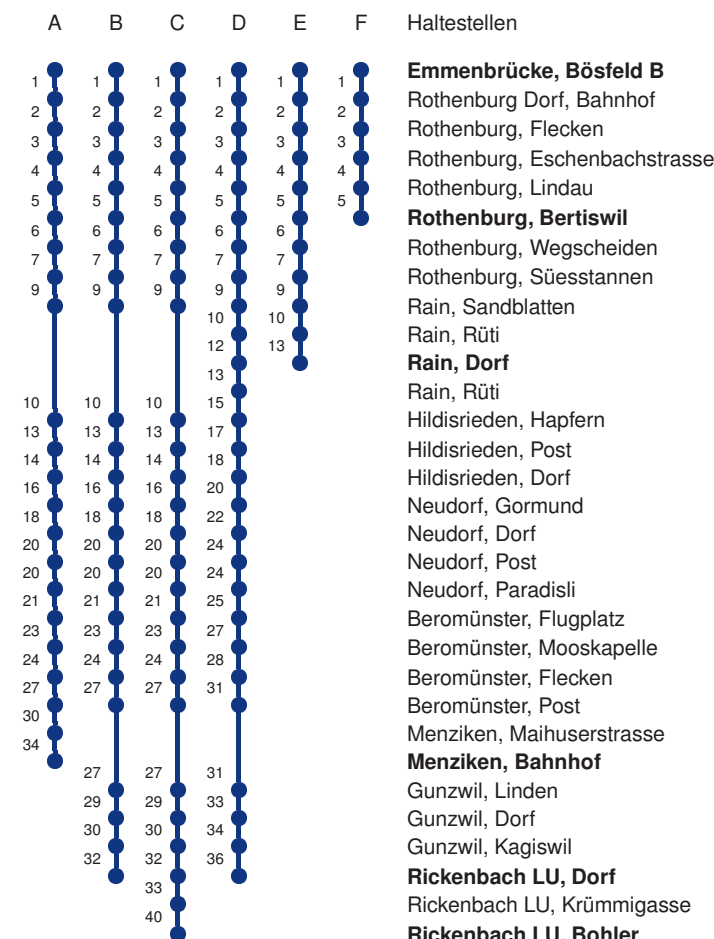 A B C D E F Haltestellen
Emmenbrücke, Bösfeld B
1 1 1 1 1 1
Rothenburg Dorf, Bahnhof
2 2 2 2 2 2
Rothenburg, Flecken
3 3 3 3 3 3
Rothenburg, Eschenbachstrasse
4 4 4 4 4 4
Rothenburg, Lindau
5 5 5 5 5 5
Rothenburg, Bertiswil
6 6 6 6 6
Rothenburg, Wegscheiden
7 7 7 7 7
Rothenburg, Süesstannen
9 9 9 9 9
Rain, Sandblatten
10 10
Rain, Rüti
12 13
Rain, Dorf
13
Rain, Rüti
10 10 10 15
Hildisrieden, Hapfern
13 13 13 17
Hildisrieden, Post
14 14 14 18
Hildisrieden, Dorf
16 16 16 20
Neudorf, Gormund
18 18 18 22
Neudorf, Dorf
20 20 20 24
Neudorf, Post
20 20 20 24
Neudorf, Paradisli
21 21 21 25
Beromünster, Flugplatz
23 23 23 27
Beromünster, Mooskapelle
24 24 24 28
Beromünster, Flecken
27 27 27 31
Beromünster, Post
30
Menziken, Maihuserstrasse
34
Menziken, Bahnhof
27 27 31
Gunzwil, Linden
29 29 33
Gunzwil, Dorf
30 30 34
Gunzwil, Kagiswil
32 32 36
Rickenbach LU, Dorf
33
Rickenbach LU, Krümmigasse
40
Rickenbach LU, Bohler